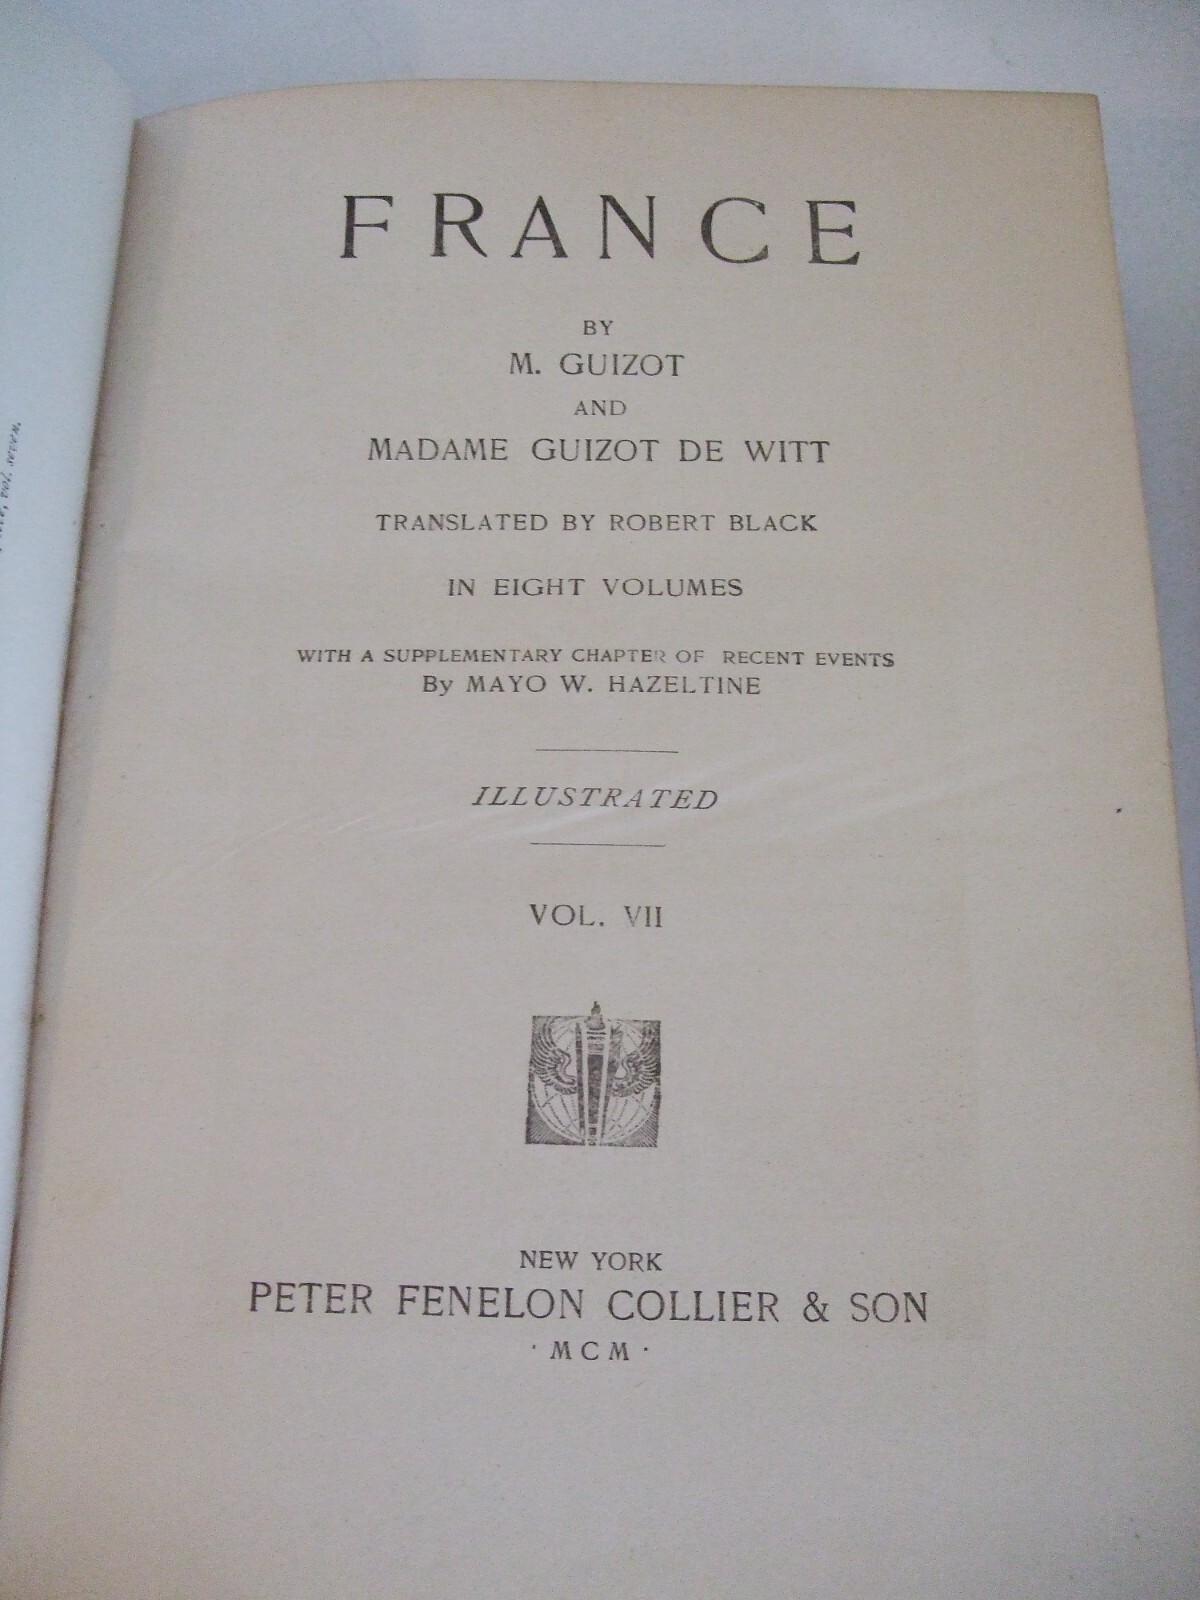 FRANCE
BY
M. GUIZOT
AND
MADAME GUIZOT DE WITT
TRANSLATED BY ROBERT BLACK
IN EIGHT VOLUMES
WITH A SUPPLEMENTARY CHAPTER OF RECENT EVENTS
By MAYO W. HAZELTINE
ILLUSTRATED
VOL. VII
NEW YORK
PETER FENELON COLLIER & SON
· MCM ·